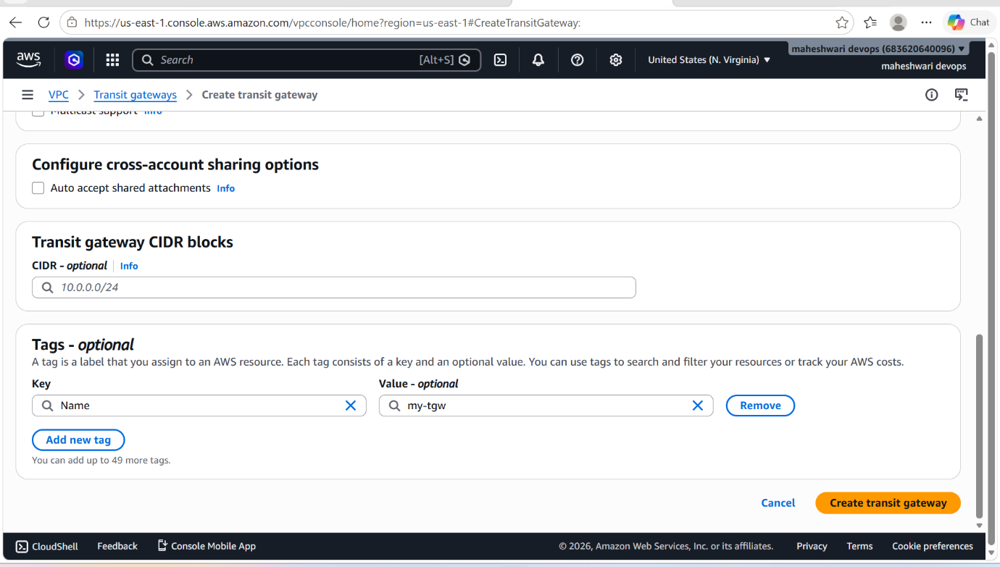 https://us-east-1.console.aws.amazon.com/vpcconsole/home?region=us-east-1#CreateTransitGateway:
Chat
aws
Search [Alt+S]
United States (N. Virginia)
maheshwari devops (683620640096)
maheshwari devops
VPC > Transit gateways > Create transit gateway
Multicast support Info
Configure cross-account sharing options
Auto accept shared attachments Info
Transit gateway CIDR blocks
CIDR - optional Info
10.0.0.0/24
Tags - optional
A tag is a label that you assign to an AWS resource. Each tag consists of a key and an optional value. You can use tags to search and filter your resources or track your AWS costs.
Key Value - optional
Name my-tgw Remove
Add new tag
You can add up to 49 more tags.
Cancel Create transit gateway
CloudShell Feedback Console Mobile App © 2026, Amazon Web Services, Inc. or its affiliates. Privacy Terms Cookie preferences